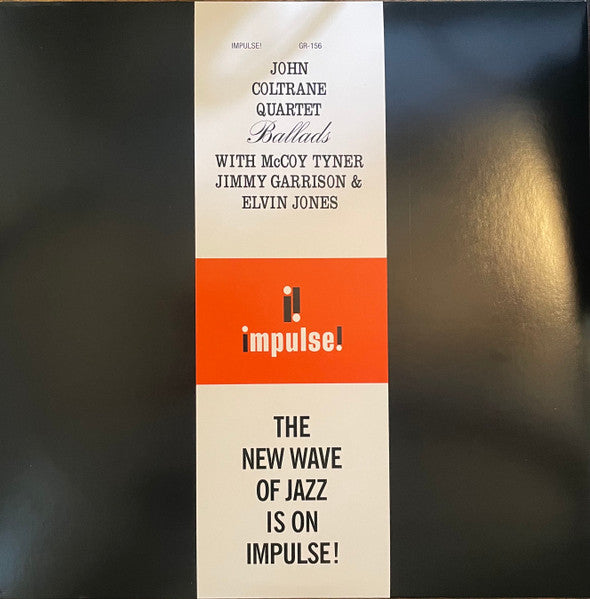 IMPULSE! GR-156
JOHN
COLTRANE
QUARTET
Ballads
WITH McCOY TYNER
JIMMY GARRISON &
ELVIN JONES
i!
impulse!
THE
NEW WAVE
OF JAZZ
IS ON
IMPULSE!